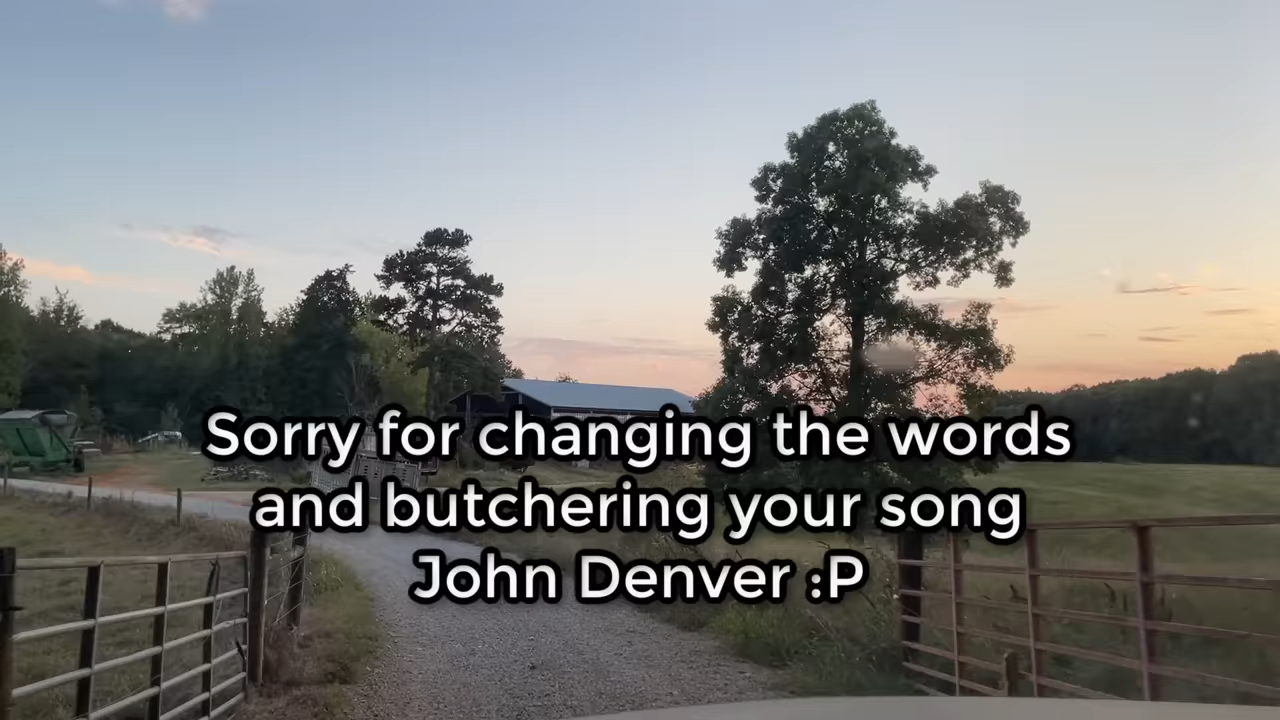 Sorry for changing the words
and butchering your song
John Denver :P